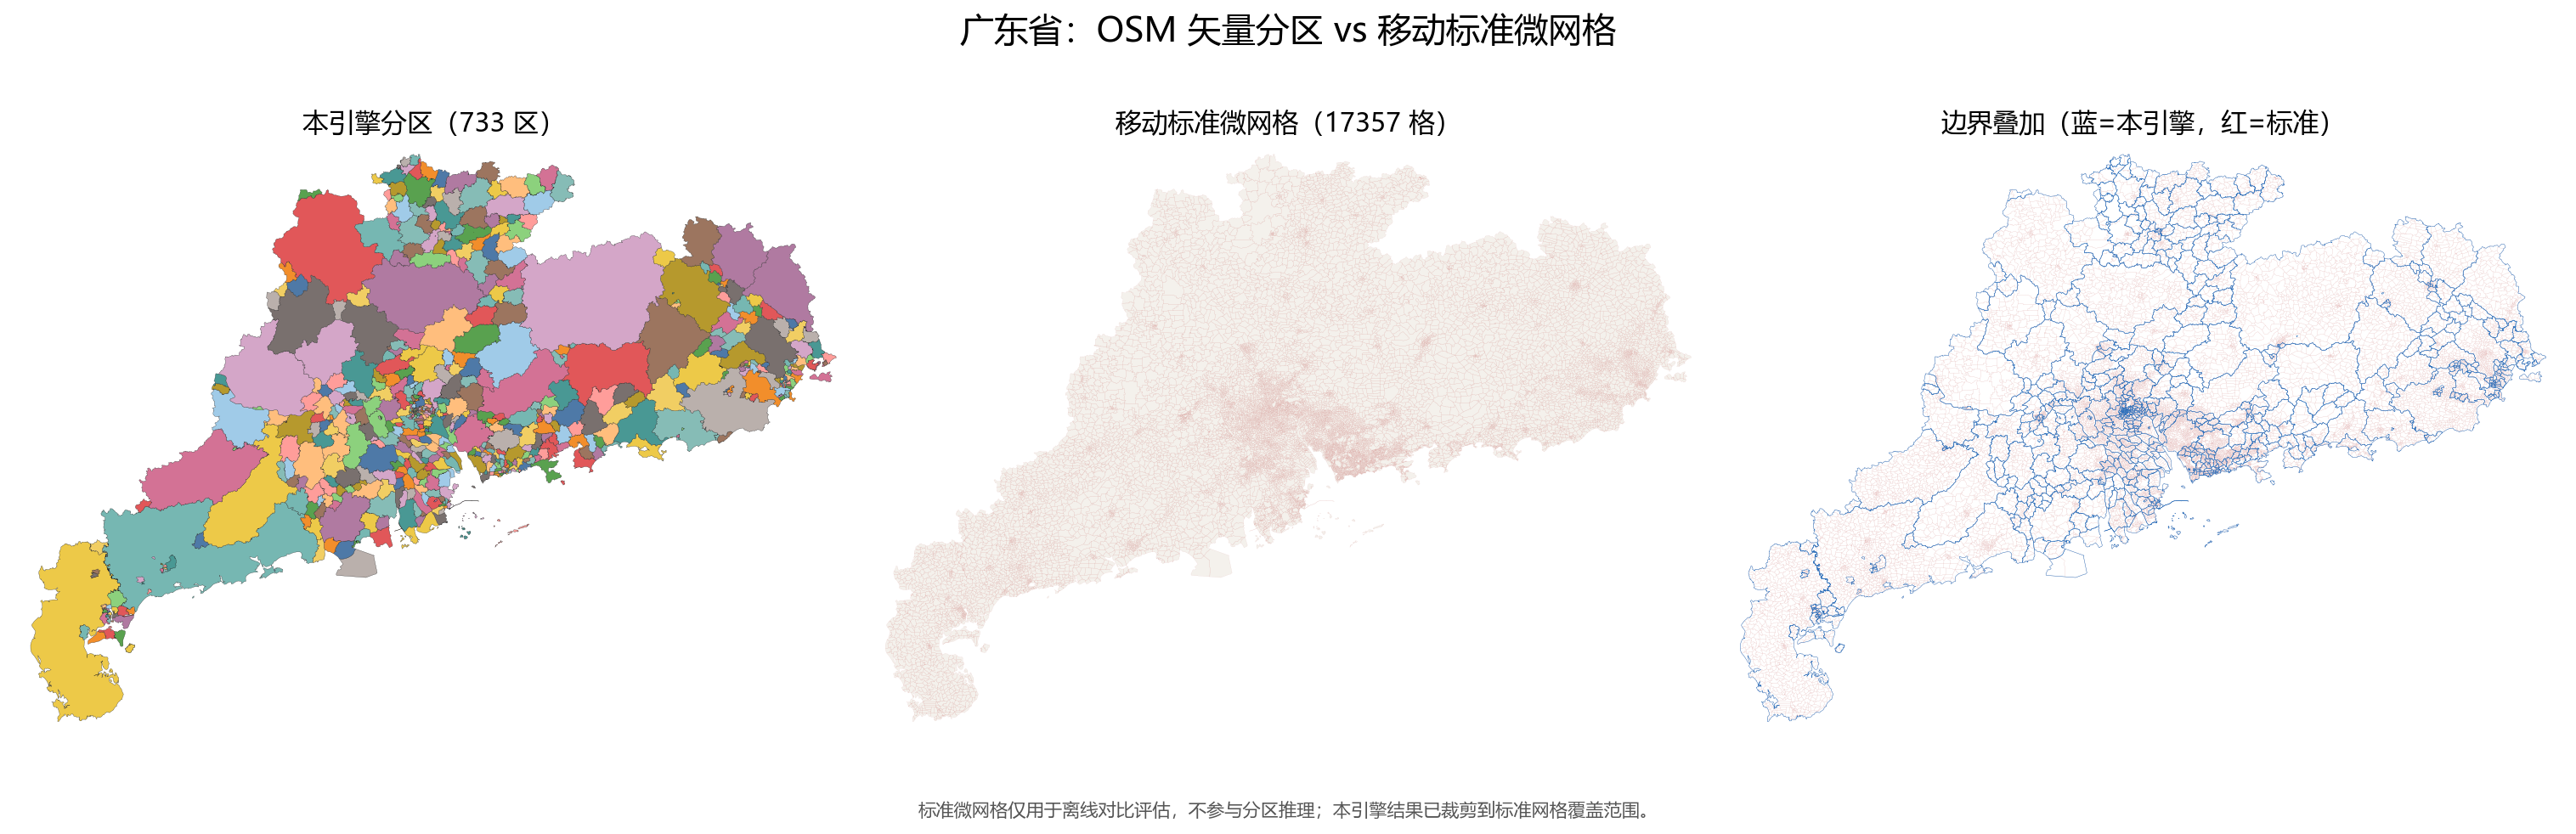 广东省：OSM 矢量分区 vs 移动标准微网格
本引擎分区（733 区）
移动标准微网格（17357 格）
边界叠加（蓝=本引擎，红=标准）
标准微网格仅用于离线对比评估，不参与分区推理；本引擎结果已裁剪到标准网格覆盖范围。